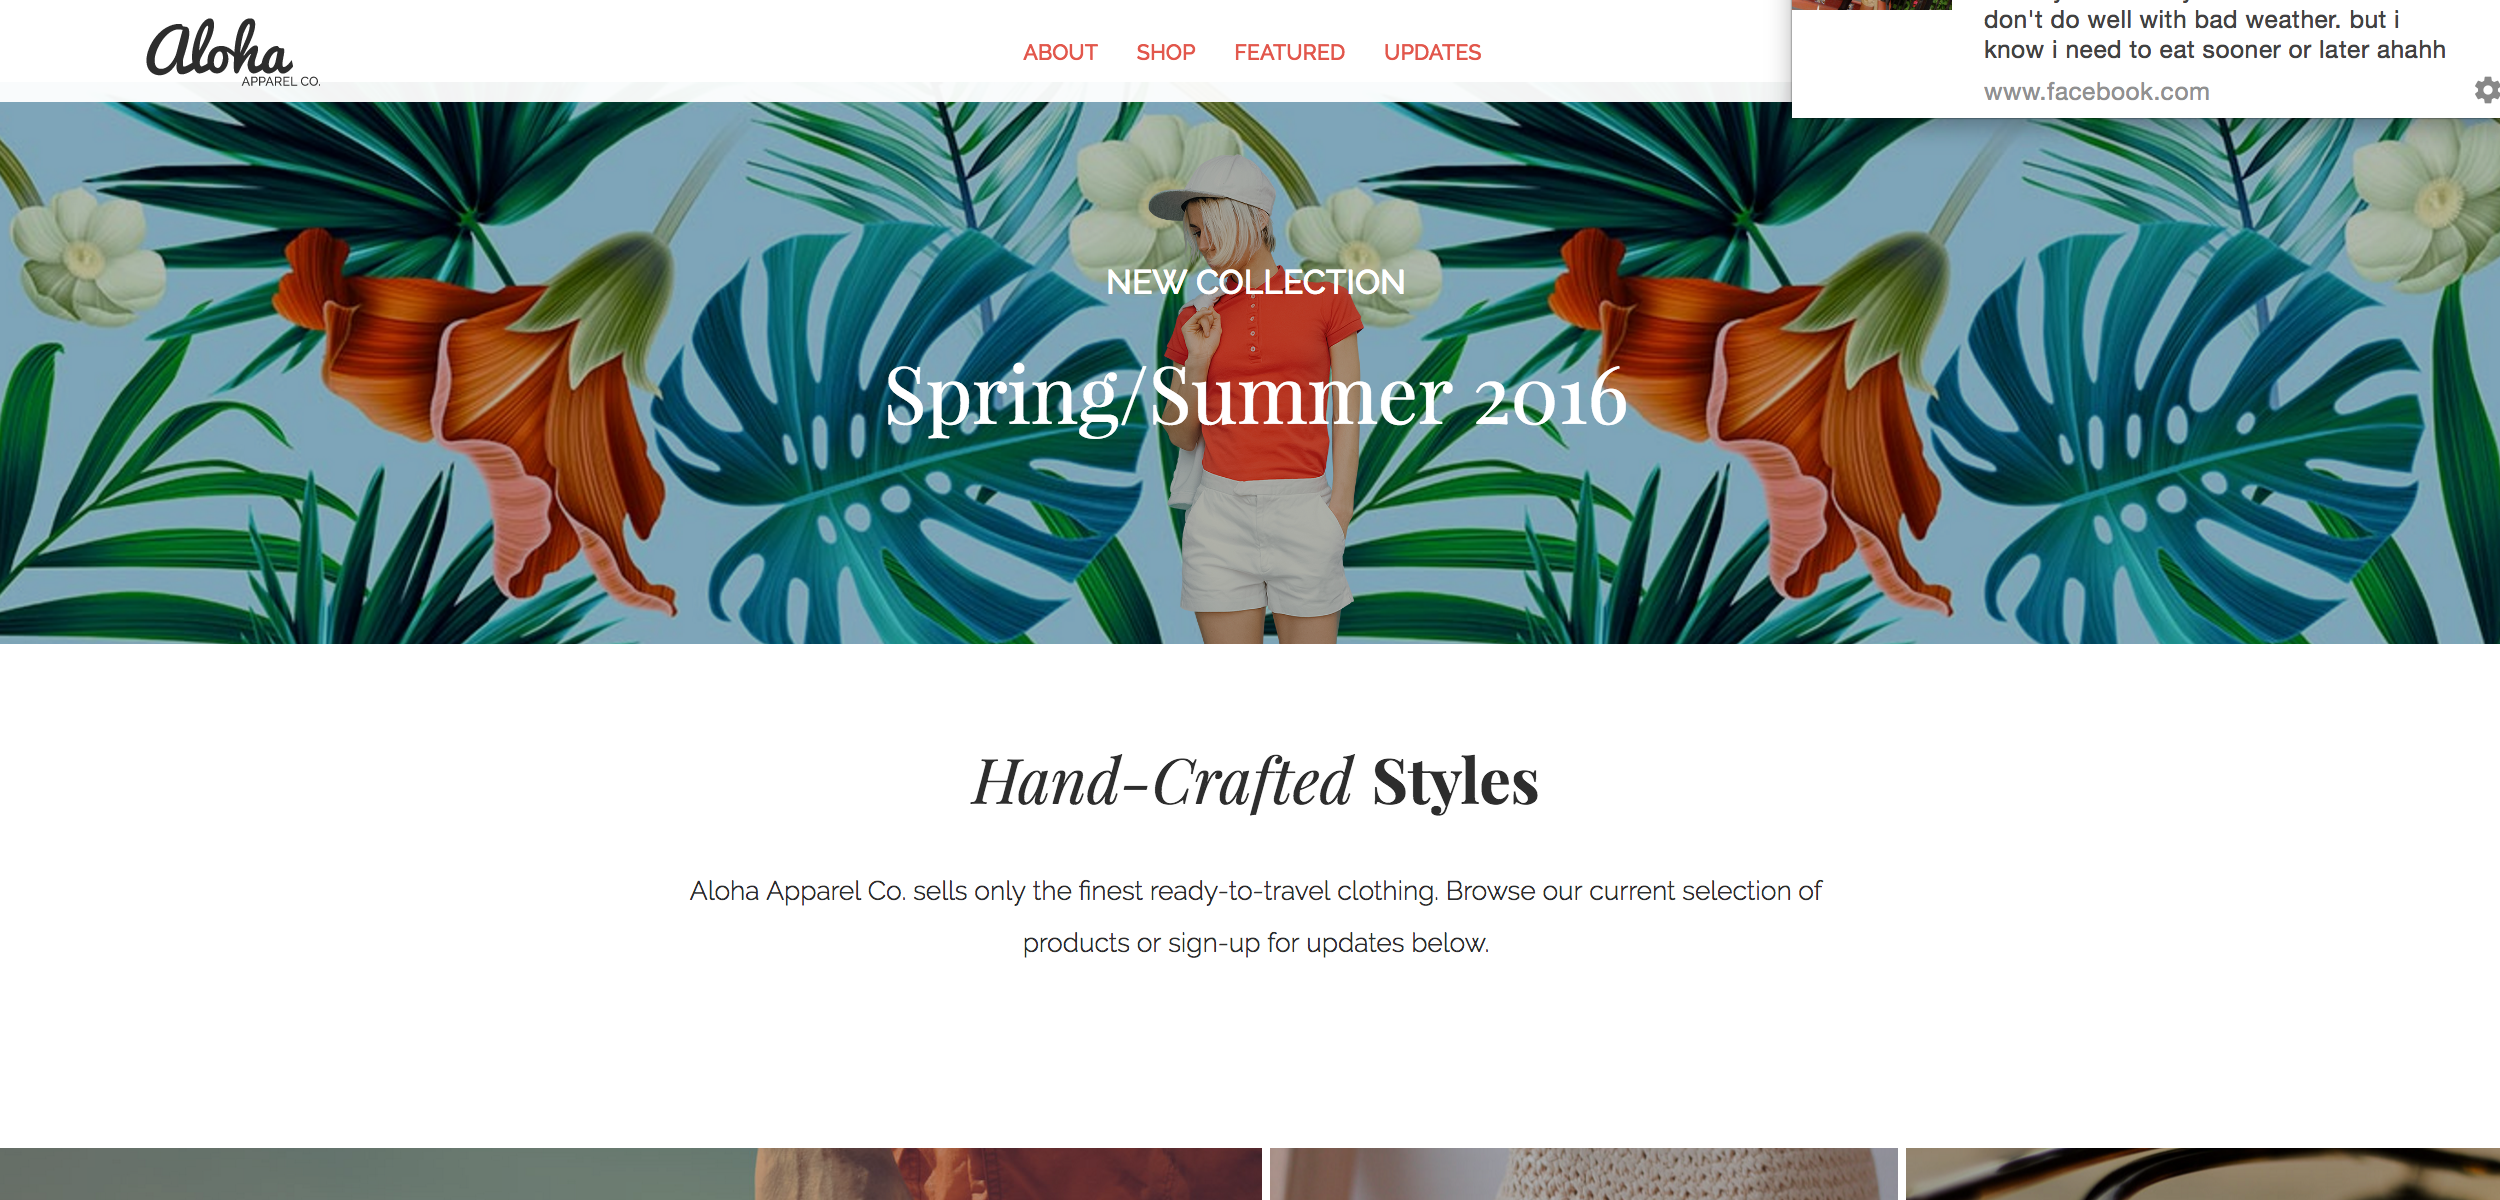 Aloha
APPAREL CO.
ABOUT SHOP FEATURED UPDATES
don't do well with bad weather. but i
know i need to eat sooner or later ahahh
www.facebook.com
NEW COLLECTION
Spring/Summer 2016
Hand-Crafted Styles
Aloha Apparel Co. sells only the finest ready-to-travel clothing. Browse our current selection of
products or sign-up for updates below.